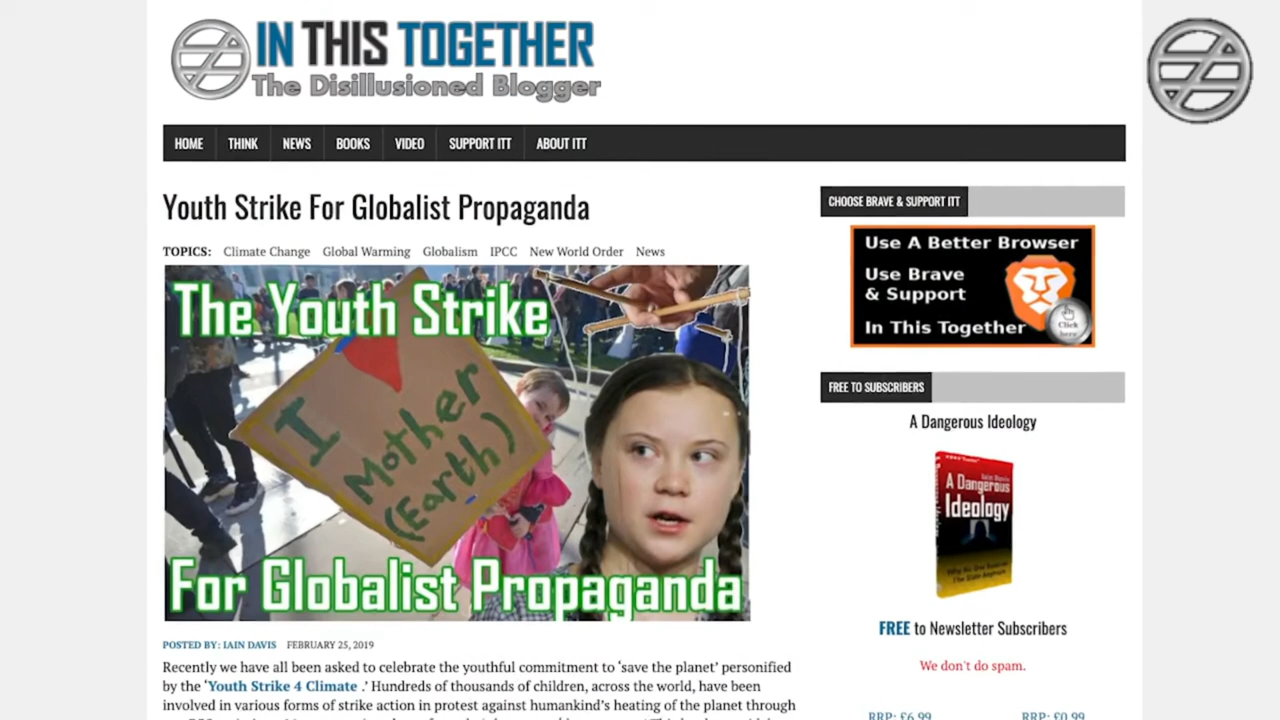 IN THIS TOGETHER
The Disillusioned Blogger
HOME THINK NEWS BOOKS VIDEO SUPPORT ITT ABOUT ITT
Youth Strike For Globalist Propaganda
TOPICS: Climate Change Global Warming Globalism IPCC New World Order News
The Youth Strike
I
Mother
(Earth)
For Globalist Propaganda
POSTED BY: IAIN DAVIS FEBRUARY 25, 2019
Recently we have all been asked to celebrate the youthful commitment to ‘save the planet’ personified
by the ‘Youth Strike 4 Climate .’ Hundreds of thousands of children, across the world, have been
involved in various forms of strike action in protest against humankind’s heating of the planet through
CHOOSE BRAVE & SUPPORT ITT
Use A Better Browser
Use Brave
& Support
In This Together
Click
here
FREE TO SUBSCRIBERS
A Dangerous Ideology
A Dangerous
Ideology
FREE to Newsletter Subscribers
We don't do spam.
RRP: £6.99 RRP: £0.99